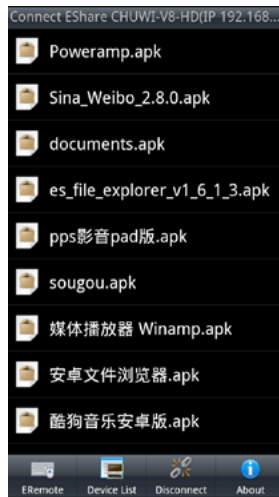 Connect EShare CHUWI-V8-HD(IP 192.168...
Poweramp.apk
Sina_Weibo_2.8.0.apk
documents.apk
es_file_explorer_v1_6_1_3.apk
pps影音pad版.apk
sougou.apk
媒体播放器 Winamp.apk
安卓文件浏览器.apk
酷狗音乐安卓版.apk
ERemote
Device List
Disconnect
About